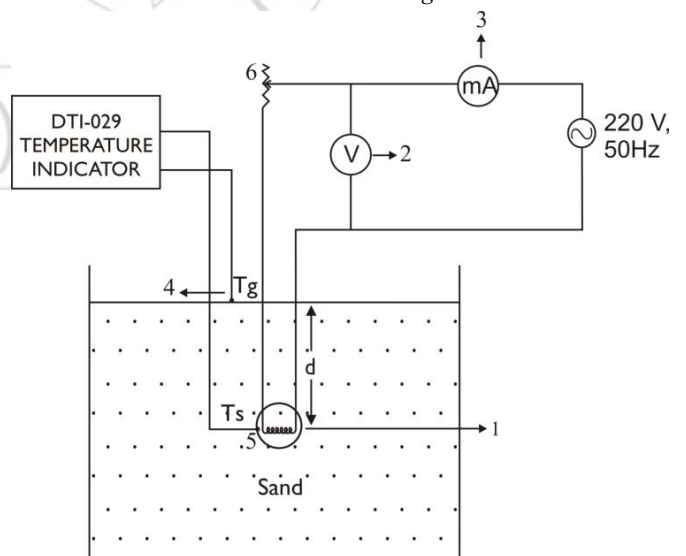 3
6
mA
DTI-029
TEMPERATURE
INDICATOR
220 V,
50Hz
V
2
4
Tg
d
Ts
5
1
Sand